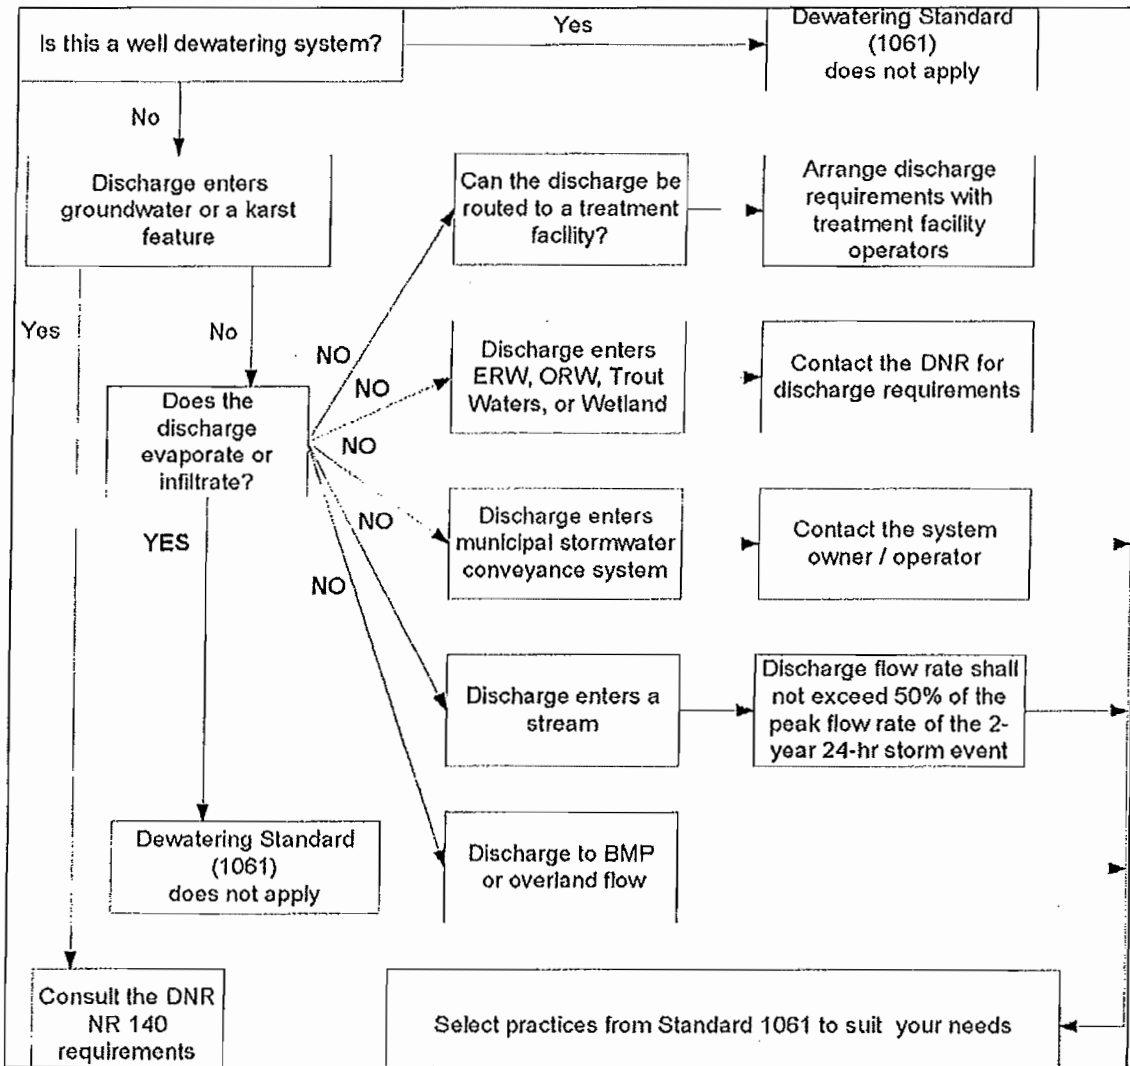 Is this a well dewatering system?
Yes
Dewatering Standard
(1061)
does not apply
No
Discharge enters
groundwater or a karst
feature
Can the discharge be
routed to a treatment
facility?
Arrange discharge
requirements with
treatment facility
operators
Yes
No
NO
Does the
discharge
evaporate or
infiltrate?
NO
Discharge enters
ERW, ORW, Trout
Waters, or Wetland
Contact the DNR for
discharge requirements
NO
YES
NO
Discharge enters
municipal stormwater
conveyance system
Contact the system
owner / operator
NO
Discharge enters a
stream
Discharge flow rate shall
not exceed 50% of the
peak flow rate of the 2-
year 24-hr storm event
Dewatering Standard
(1061)
does not apply
Discharge to BMP
or overland flow
Consult the DNR
NR 140
requirements
Select practices from Standard 1061 to suit your needs